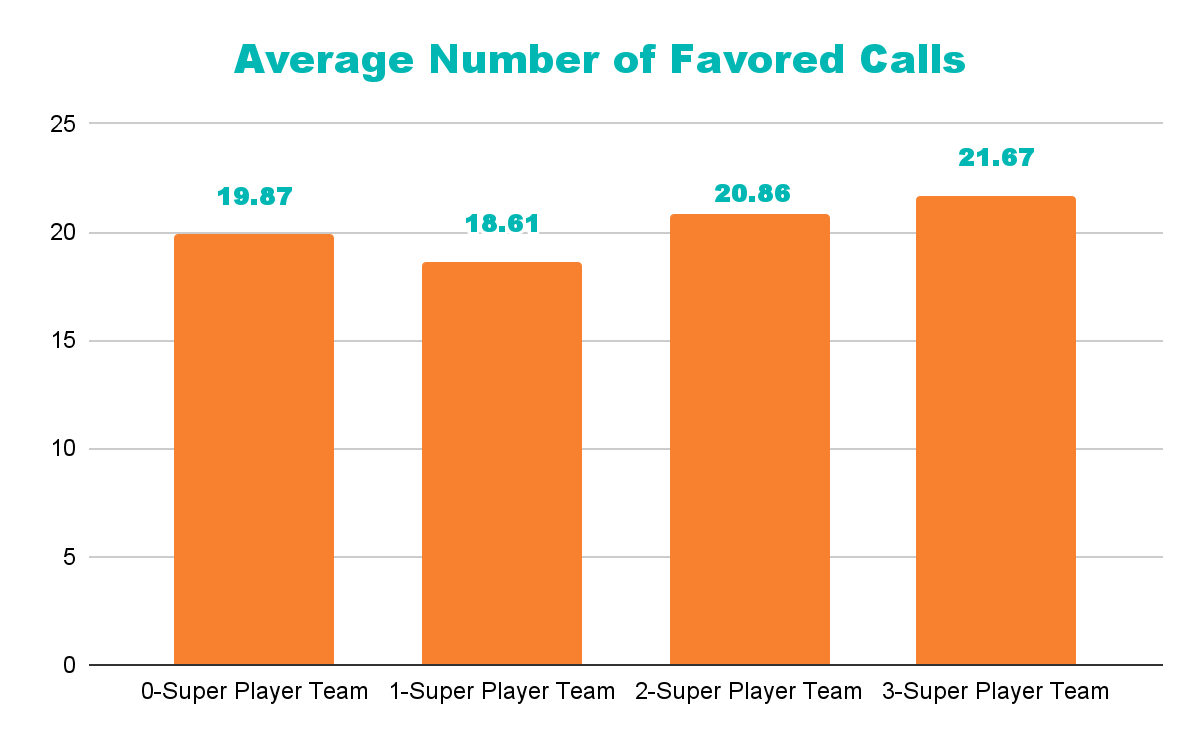 Average Number of Favored Calls
25
20
15
10
5
0
19.87
18.61
20.86
21.67
0-Super Player Team
1-Super Player Team
2-Super Player Team
3-Super Player Team